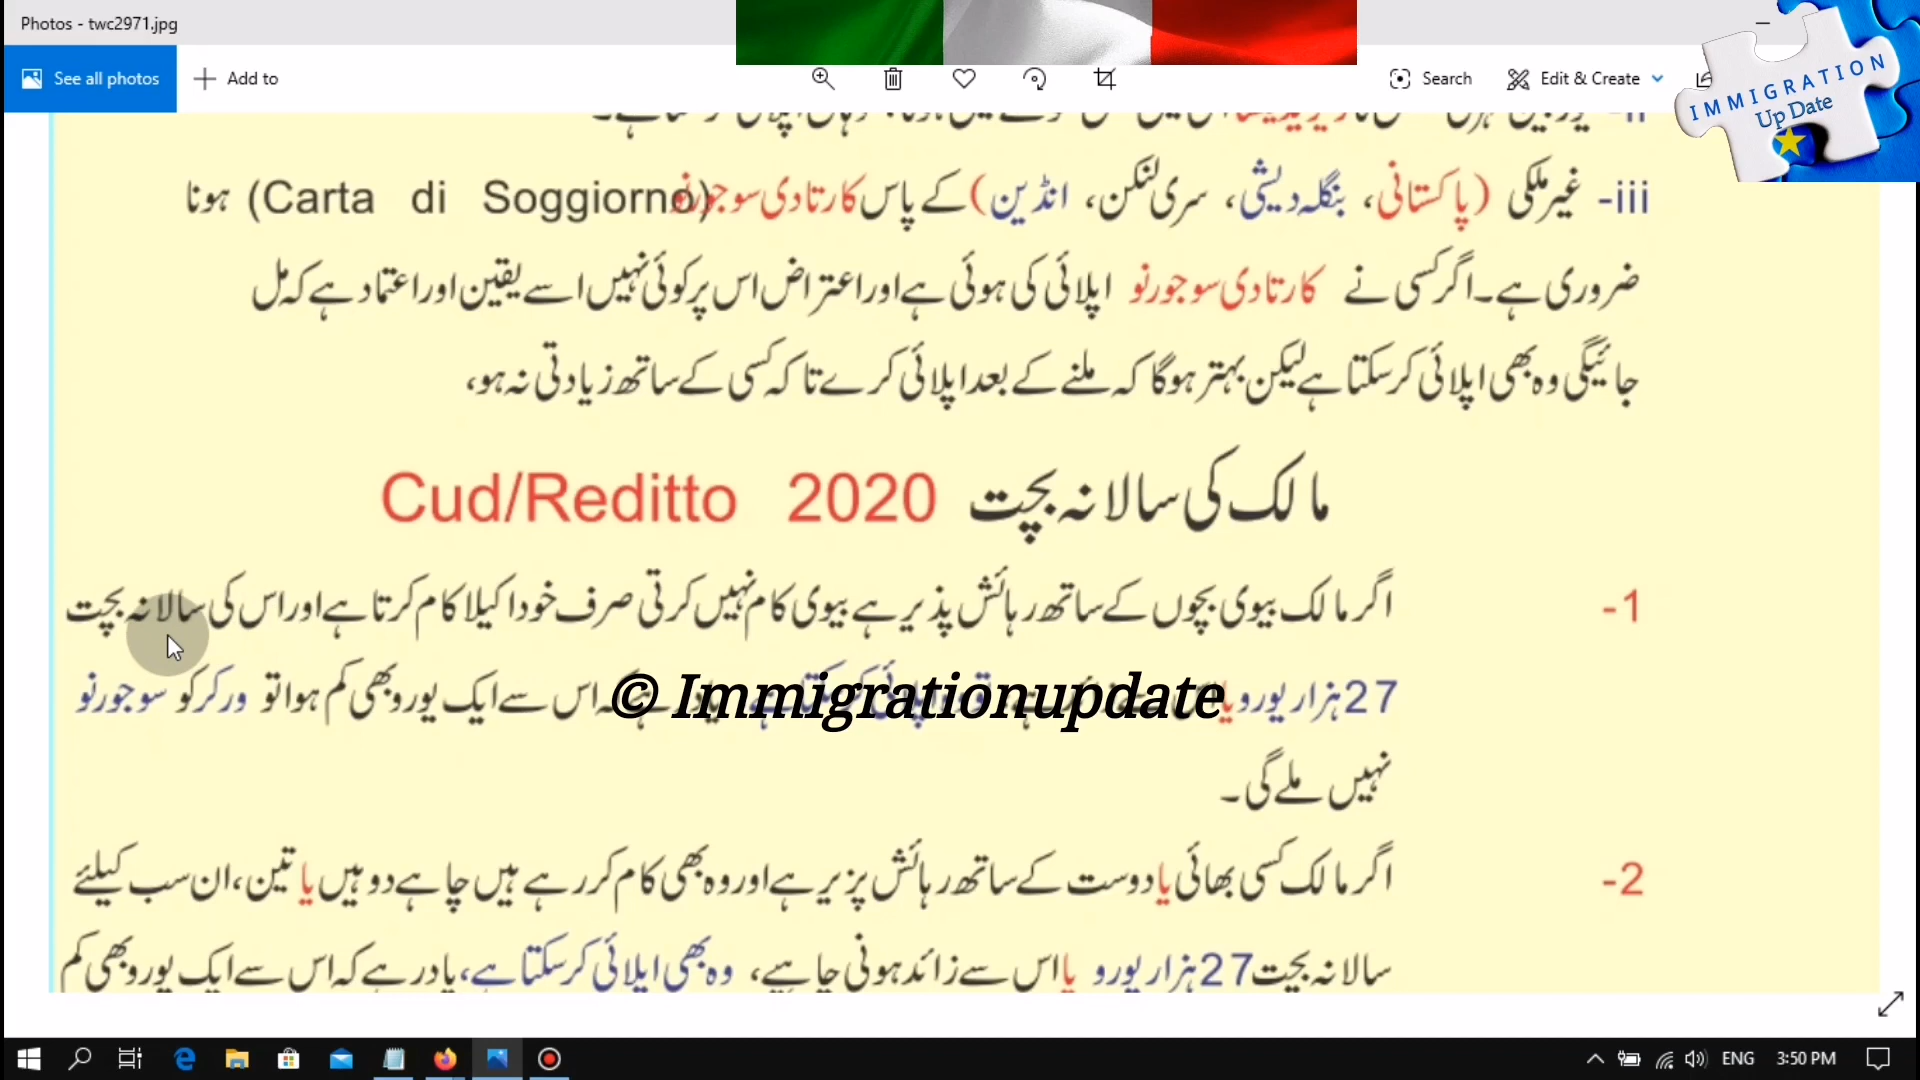 Photos - twc2971.jpg
See all photos
Add to
Search
Edit & Create
IMMIGRATION
Up Date
iii- غیر ملکی (پاکستانی، بنگلہ دیشی، سری لنکن، انڈین) کے پاس کارتا دی سوجورنو (Carta di Soggiorno) ہونا
ضروری ہے۔ اگر کسی نے کارتا دی سوجورنو اپلائی کی ہوئی ہے اور اعتراض اس پر کوئی نہیں اسے یقین اور اعتماد ہے کہ مل
جائیگی وہ بھی اپلائی کر سکتا ہے لیکن بہتر ہوگا کہ ملنے کے بعد اپلائی کرے تا کہ کسی کے ساتھ زیادتی نہ ہو،
مالک کی سالانہ بچت Cud/Reditto 2020
1- اگر مالک بیوی بچوں کے ساتھ رہائش پذیر ہے بیوی کام نہیں کرتی صرف خود اکیلا کام کرتا ہے اور اس کی سالانہ بچت
27 ہزار یورو یا اس سے ایک یورو بھی کم ہوا تو ورکر کو سوجورنو
© Immigrationupdate
نہیں ملے گی۔
2- اگر مالک کسی بھائی یا دوست کے ساتھ رہائش پزیر ہے اور وہ بھی کام کر رہے ہیں چاہے دو ہیں یا تین، ان سب کیلئے
سالانہ بچت 27 ہزار یورو یا اس سے زائد ہونی چاہیے، وہ بھی اپلائی کر سکتا ہے، یاد رہے کہ اس سے ایک یورو بھی کم
ENG
3:50 PM